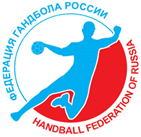 ФЕДЕРАЦИЯ ГАНДБОЛА РОССИИ
HANDBALL FEDERATION OF RUSSIA